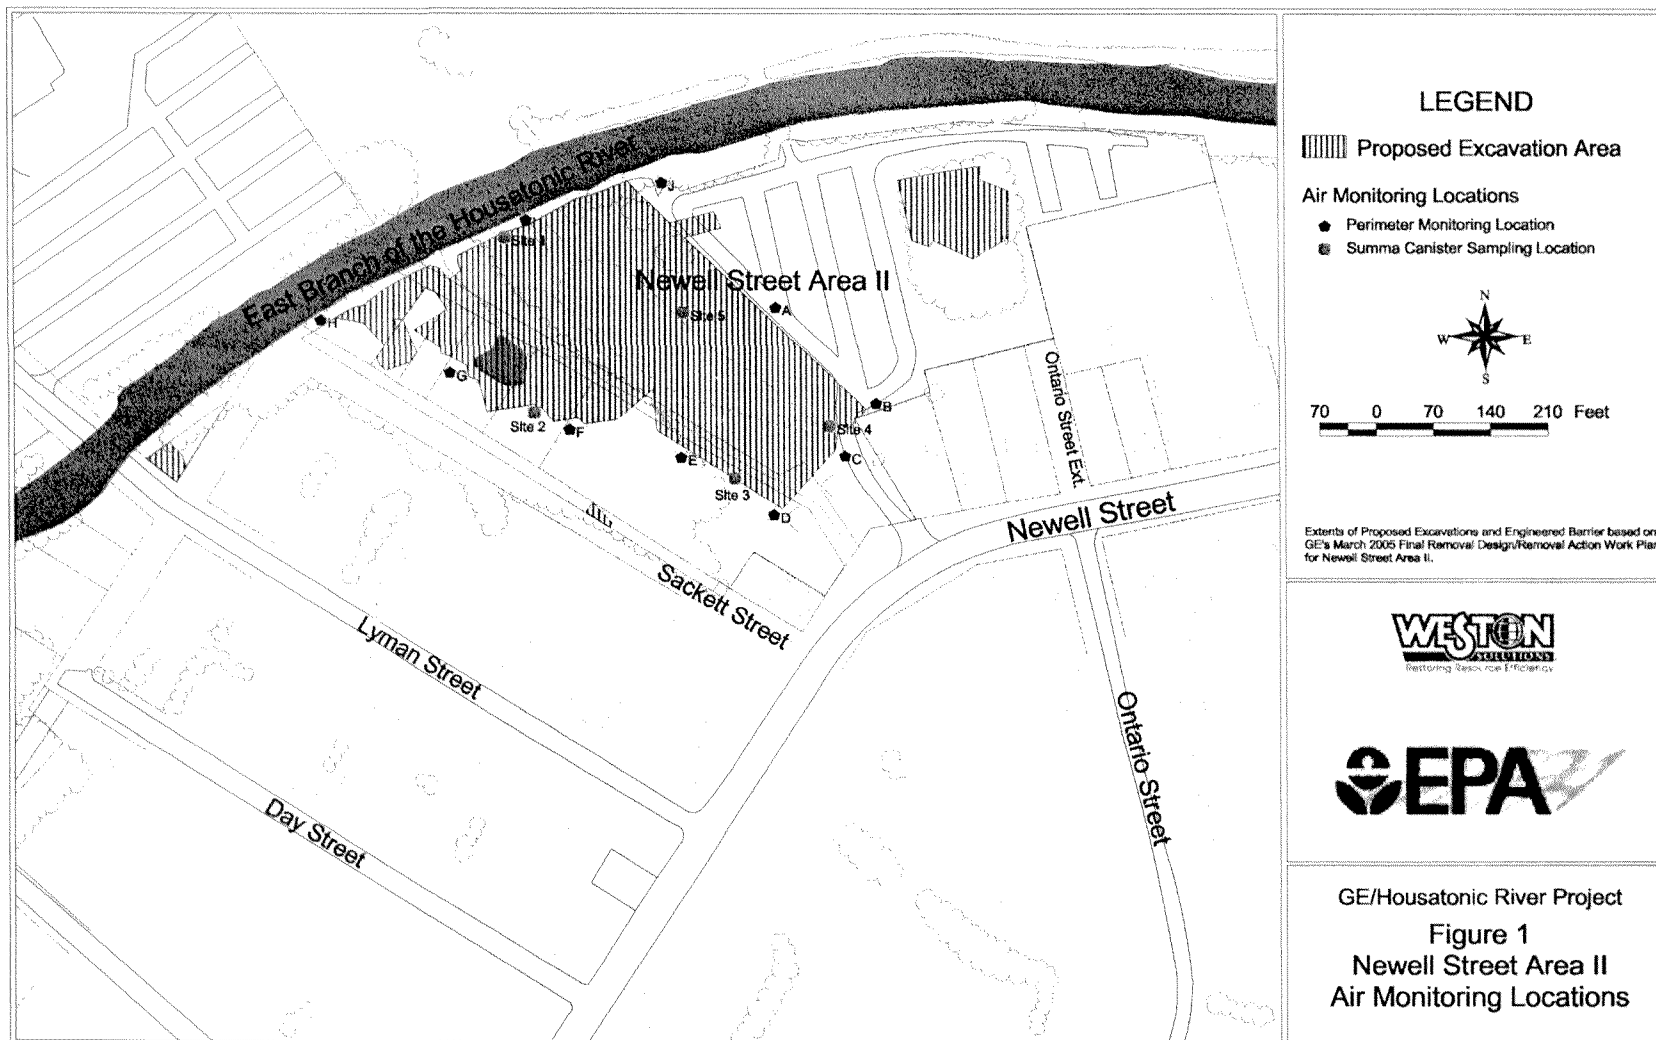 East Branch of the Housatonic River
J
Site 1
Newell Street Area II
A
Site 5
H
G
B
Site 2
F
Site 4
E
C
Site 3
D
Ontario Street Ext.
Newell Street
Sackett Street
Lyman Street
Day Street
Ontario Street
LEGEND
Proposed Excavation Area
Air Monitoring Locations
Perimeter Monitoring Location
Summa Canister Sampling Location
N
W E
S
70 0 70 140 210 Feet
Extents of Proposed Excavations and Engineered Barrier based on
GE's March 2005 Final Removal Design/Removal Action Work Plan
for Newell Street Area II.
WESTON
SOLUTIONS
Restoring Resource Efficiency
EPA
GE/Housatonic River Project
Figure 1
Newell Street Area II
Air Monitoring Locations